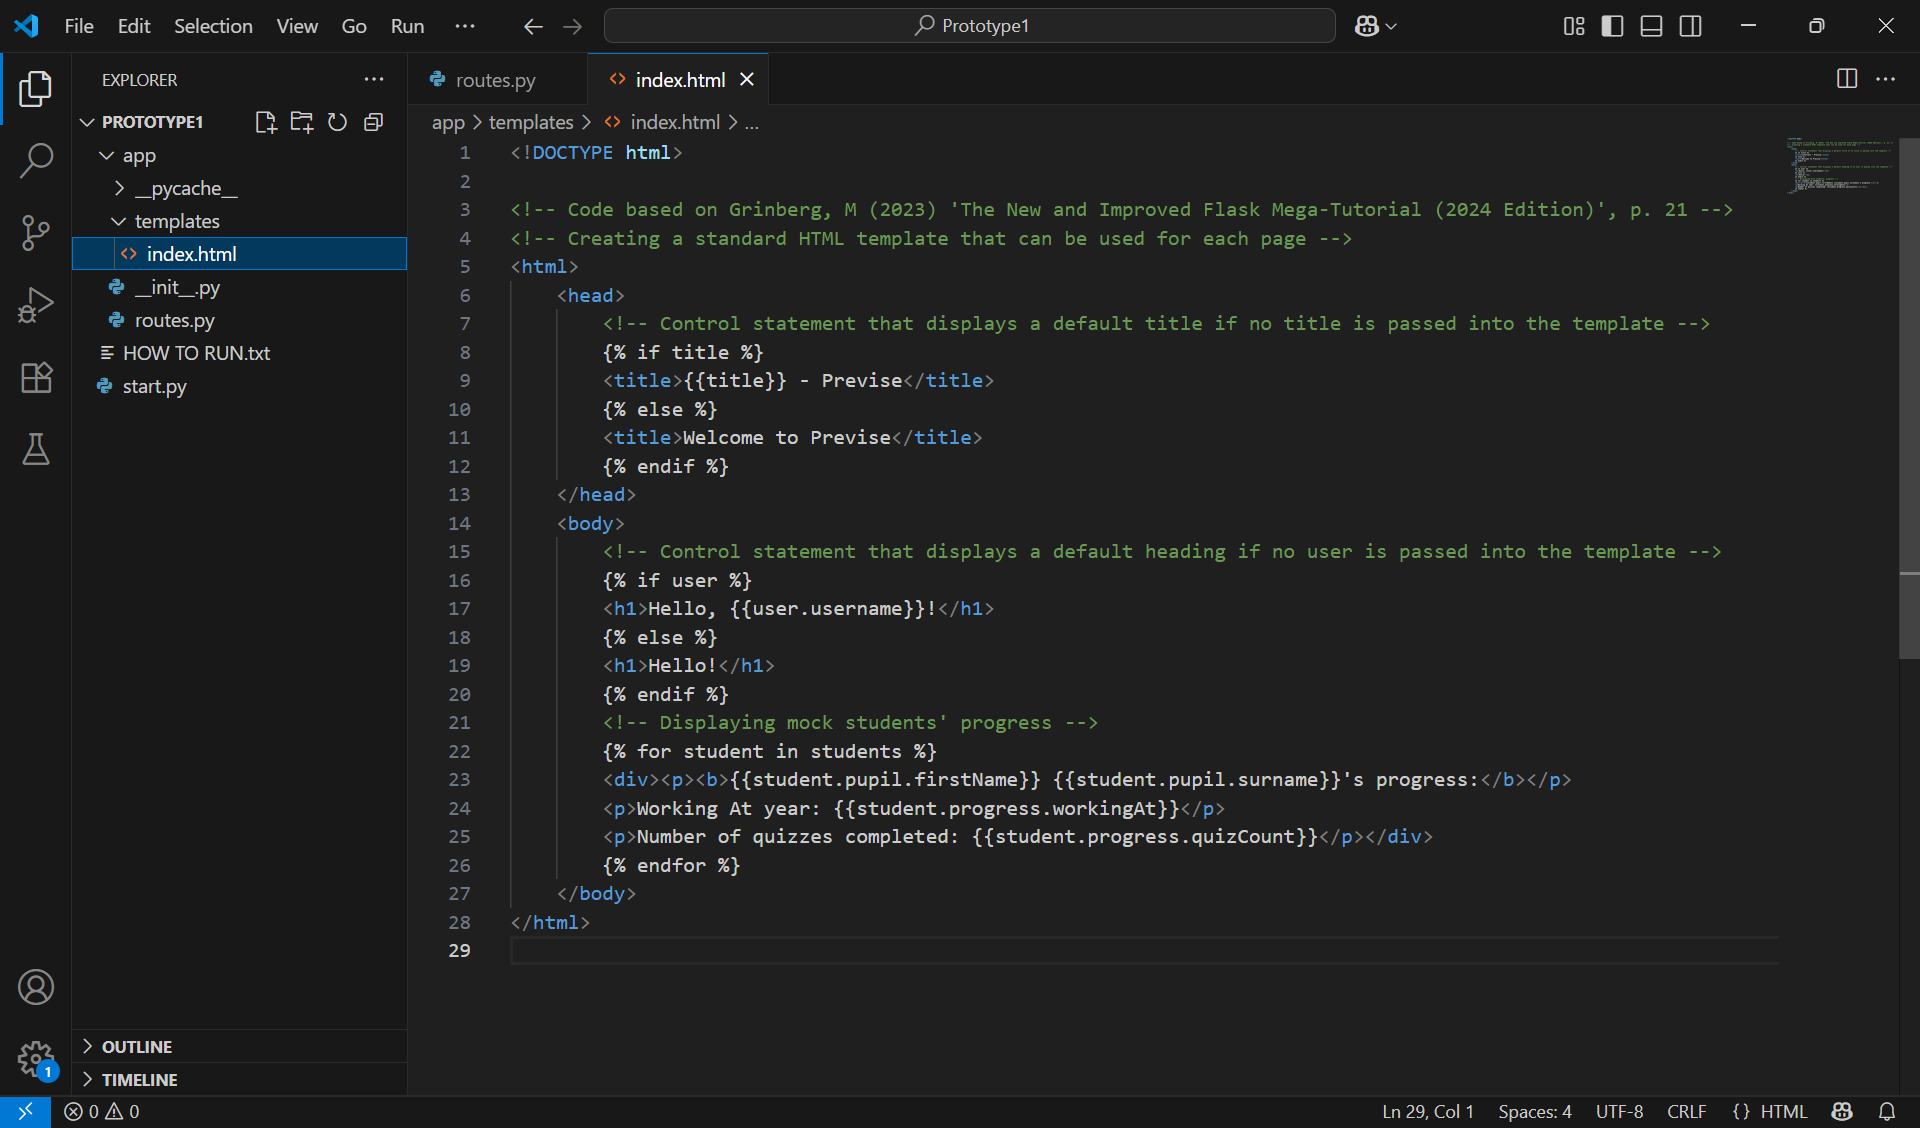 File Edit Selection View Go Run
Prototype1
EXPLORER
PROTOTYPE1
app
__pycache__
templates
index.html
__init__.py
routes.py
HOW TO RUN.txt
start.py
OUTLINE
TIMELINE
routes.py
index.html
app > templates > index.html > ...
1 <!DOCTYPE html>
2
3 <!-- Code based on Grinberg, M (2023) 'The New and Improved Flask Mega-Tutorial (2024 Edition)', p. 21 -->
4 <!-- Creating a standard HTML template that can be used for each page -->
5 <html>
6 <head>
7 <!-- Control statement that displays a default title if no title is passed into the template -->
8 {% if title %}
9 <title>{{title}} - Previse</title>
10 {% else %}
11 <title>Welcome to Previse</title>
12 {% endif %}
13 </head>
14 <body>
15 <!-- Control statement that displays a default heading if no user is passed into the template -->
16 {% if user %}
17 <h1>Hello, {{user.username}}!</h1>
18 {% else %}
19 <h1>Hello!</h1>
20 {% endif %}
21 <!-- Displaying mock students' progress -->
22 {% for student in students %}
23 <div><p><b>{{student.pupil.firstName}} {{student.pupil.surname}}'s progress:</b></p>
24 <p>Working At year: {{student.progress.workingAt}}</p>
25 <p>Number of quizzes completed: {{student.progress.quizCount}}</p></div>
26 {% endfor %}
27 </body>
28 </html>
29
1
0 0
Ln 29, Col 1 Spaces: 4 UTF-8 CRLF {} HTML